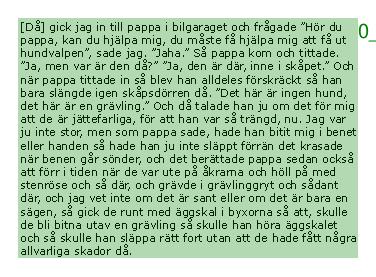 [Då] gick jag in till pappa i bilgaraget och frågade ”Hör du
pappa, kan du hjälpa mig, du måste få hjälpa mig att få ut
hundvalpen”, sade jag. ”Jaha.” Så pappa kom och tittade.
”Ja, men var är den då?” ”Ja, den är där, inne i skåpet.” Och
när pappa tittade in så blev han alldeles förskräckt så han
bara slängde igen skåpsdörren då. ”Det här är ingen hund,
det här är en grävling.” Och då talade han ju om det för mig
att de är jättefarliga, för att han var så trängd, nu. Jag var
ju inte stor, men som pappa sade, hade han bitit mig i benet
eller handen så hade han ju inte släppt förrän det krasade
när benen går sönder, och det berättade pappa sedan också
att förr i tiden när de var ute på åkrarna och höll på med
stenröse och så där, och grävde i grävlinggryt och sådant
där, och jag vet inte om det är sant eller om det är bara en
sägen, så gick de runt med äggskal i byxorna så att, skulle
de bli bitna utav en grävling så skulle han höra äggskalet
och så skulle han släppa rätt fort utan att de hade fått några
allvarliga skador då.
0_